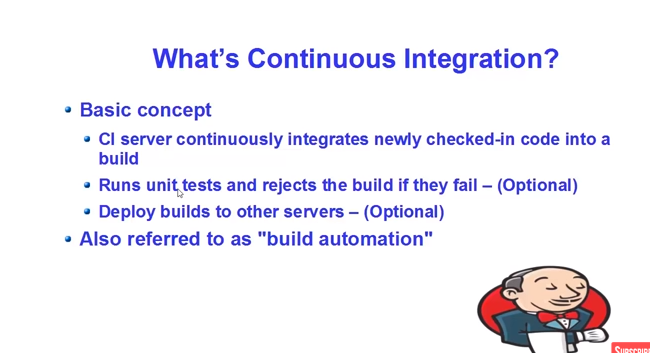 What's Continuous Integration?
Basic concept
CI server continuously integrates newly checked-in code into a
build
Runs unit tests and rejects the build if they fail – (Optional)
Deploy builds to other servers – (Optional)
Also referred to as "build automation"